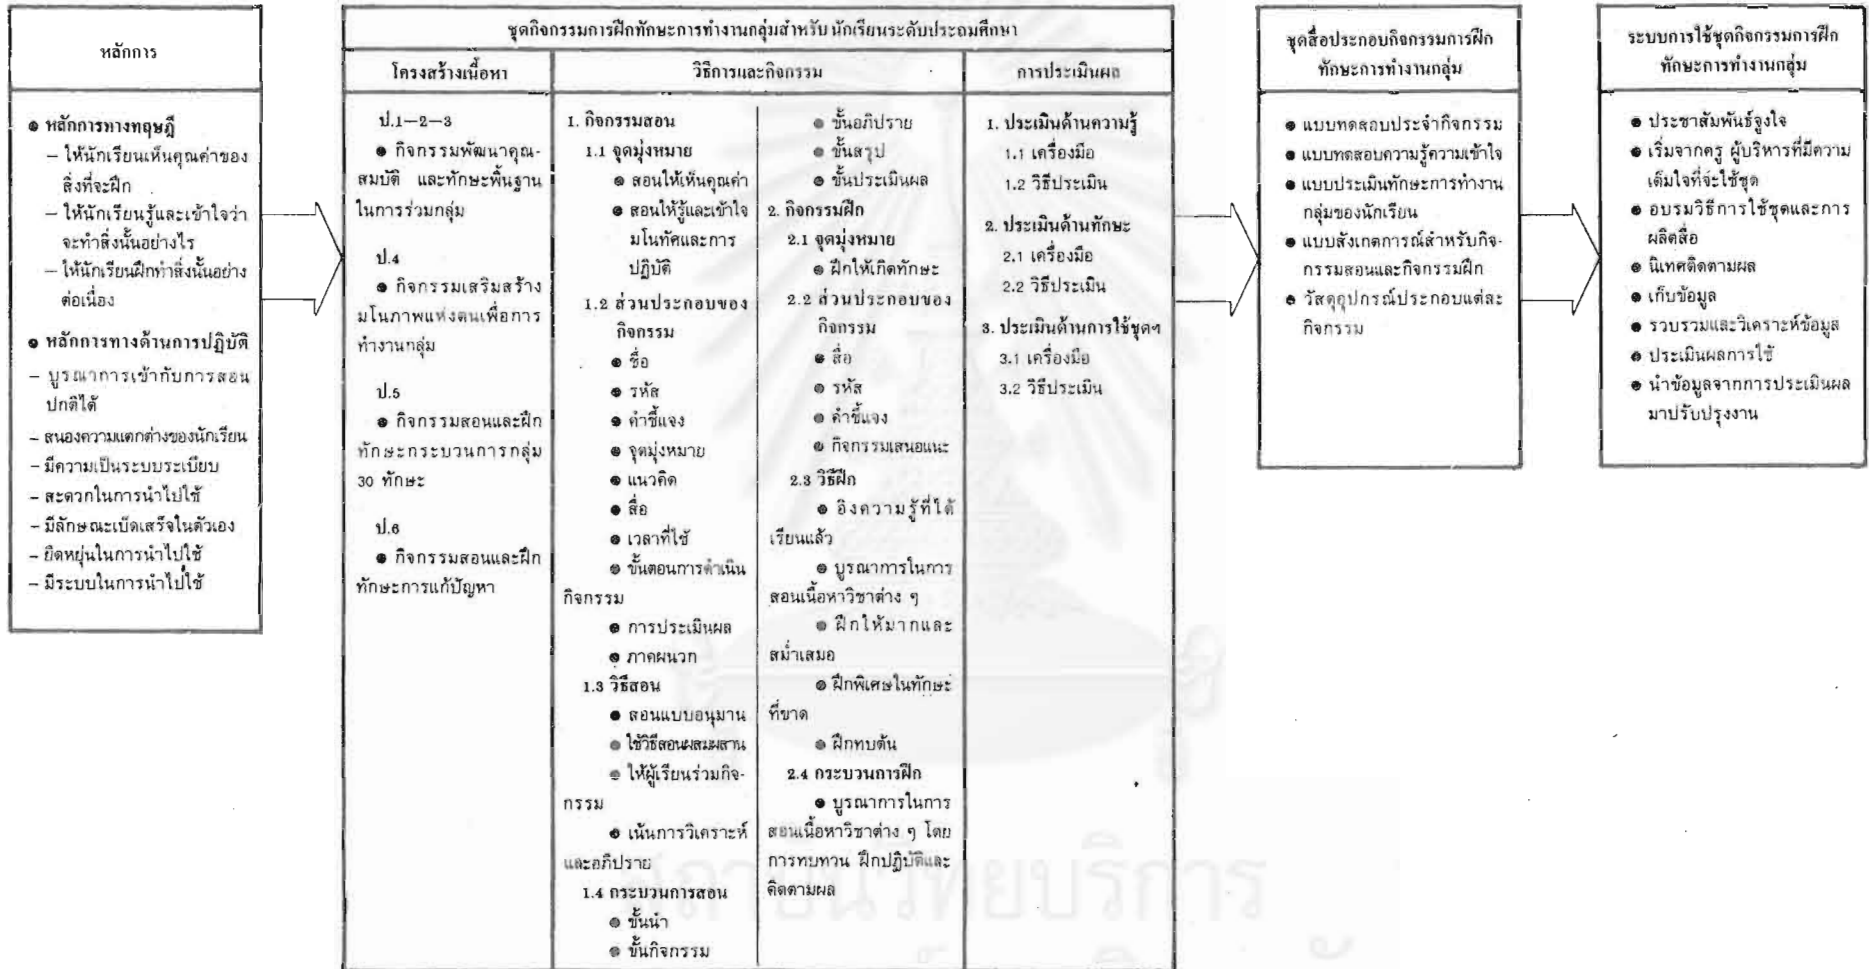 หลักการ
● หลักการทางทฤษฎี
– ให้นักเรียนเห็นคุณค่าของ
สิ่งที่จะฝึก
– ให้นักเรียนรู้และเข้าใจว่า
จะทำสิ่งนั้นอย่างไร
– ให้นักเรียนฝึกทำสิ่งนั้นอย่าง
ต่อเนื่อง
● หลักการทางด้านการปฏิบัติ
– บูรณาการเข้ากับการสอน
ปกติได้
– สนองความแตกต่างของนักเรียน
– มีความเป็นระบบระเบียบ
– สะดวกในการนำไปใช้
– มีลักษณะเบ็ดเสร็จในตัวเอง
– ยืดหยุ่นในการนำไปใช้
– มีระบบในการนำไปใช้
ชุดกิจกรรมการฝึกทักษะการทำงานกลุ่มสำหรับนักเรียนระดับประถมศึกษา
โครงสร้างเนื้อหา
ป.1–2–3
● กิจกรรมพัฒนาคุณ-
สมบัติ และทักษะพื้นฐาน
ในการร่วมกลุ่ม
ป.4
● กิจกรรมเสริมสร้าง
มโนภาพแห่งตนเพื่อการ
ทำงานกลุ่ม
ป.5
● กิจกรรมสอนและฝึก
ทักษะกระบวนการกลุ่ม
30 ทักษะ
ป.6
● กิจกรรมสอนและฝึก
ทักษะการแก้ปัญหา
วิธีการและกิจกรรม
1. กิจกรรมสอน
1.1 จุดมุ่งหมาย
● สอนให้เห็นคุณค่า
● สอนให้รู้และเข้าใจ
มโนทัศและการ
ปฏิบัติ
1.2 ส่วนประกอบของ
กิจกรรม
● ชื่อ
● รหัส
● คำชี้แจง
● จุดมุ่งหมาย
● แนวคิด
● สื่อ
● เวลาที่ใช้
● ขั้นตอนการดำเนิน
กิจกรรม
● การประเมินผล
● ภาคผนวก
1.3 วิธีสอน
● สอนแบบอนุมาน
● ใช้วิธีสอนผสมผสาน
● ให้ผู้เรียนร่วมกิจ-
กรรม
● เน้นการวิเคราะห์
และอภิปราย
1.4 กระบวนการสอน
● ขั้นนำ
● ขั้นกิจกรรม
● ขั้นอภิปราย
● ขั้นสรุป
● ขั้นประเมินผล
2. กิจกรรมฝึก
2.1 จุดมุ่งหมาย
● ฝึกให้เกิดทักษะ
2.2 ส่วนประกอบของ
กิจกรรม
● สื่อ
● รหัส
● คำชี้แจง
● กิจกรรมเสนอแนะ
2.3 วิธีฝึก
● อิงความรู้ที่ได้
เรียนแล้ว
● บูรณาการในการ
สอนเนื้อหาวิชาต่าง ๆ
● ฝึกให้มากและ
สม่ำเสมอ
● ฝึกพิเศษในทักษะ
ที่ขาด
● ฝึกทบต้น
2.4 กระบวนการฝึก
● บูรณาการในการ
สอนเนื้อหาวิชาต่าง ๆ โดย
การทบทวน ฝึกปฏิบัติและ
ติดตามผล
การประเมินผล
1. ประเมินด้านความรู้
1.1 เครื่องมือ
1.2 วิธีประเมิน
2. ประเมินด้านทักษะ
2.1 เครื่องมือ
2.2 วิธีประเมิน
3. ประเมินด้านการใช้ชุดฯ
3.1 เครื่องมือ
3.2 วิธีประเมิน
ชุดสื่อประกอบกิจกรรมการฝึก
ทักษะการทำงานกลุ่ม
● แบบทดสอบประจำกิจกรรม
● แบบทดสอบความรู้ความเข้าใจ
● แบบประเมินทักษะการทำงาน
กลุ่มของนักเรียน
● แบบสังเกตการณ์สำหรับกิจ-
กรรมสอนและกิจกรรมฝึก
● วัสดุอุปกรณ์ประกอบแต่ละ
กิจกรรม
ระบบการใช้ชุดกิจกรรมการฝึก
ทักษะการทำงานกลุ่ม
● ประชาสัมพันธ์จูงใจ
● เริ่มจากครู ผู้บริหารที่มีความ
เต็มใจที่จะใช้ชุด
● อบรมวิธีการใช้ชุดและการ
ผลิตสื่อ
● นิเทศติดตามผล
● เก็บข้อมูล
● รวบรวมและวิเคราะห์ข้อมูล
● ประเมินผลการใช้
● นำข้อมูลจากการประเมินผล
มาปรับปรุงงาน
สถาบันวิทยบริการ